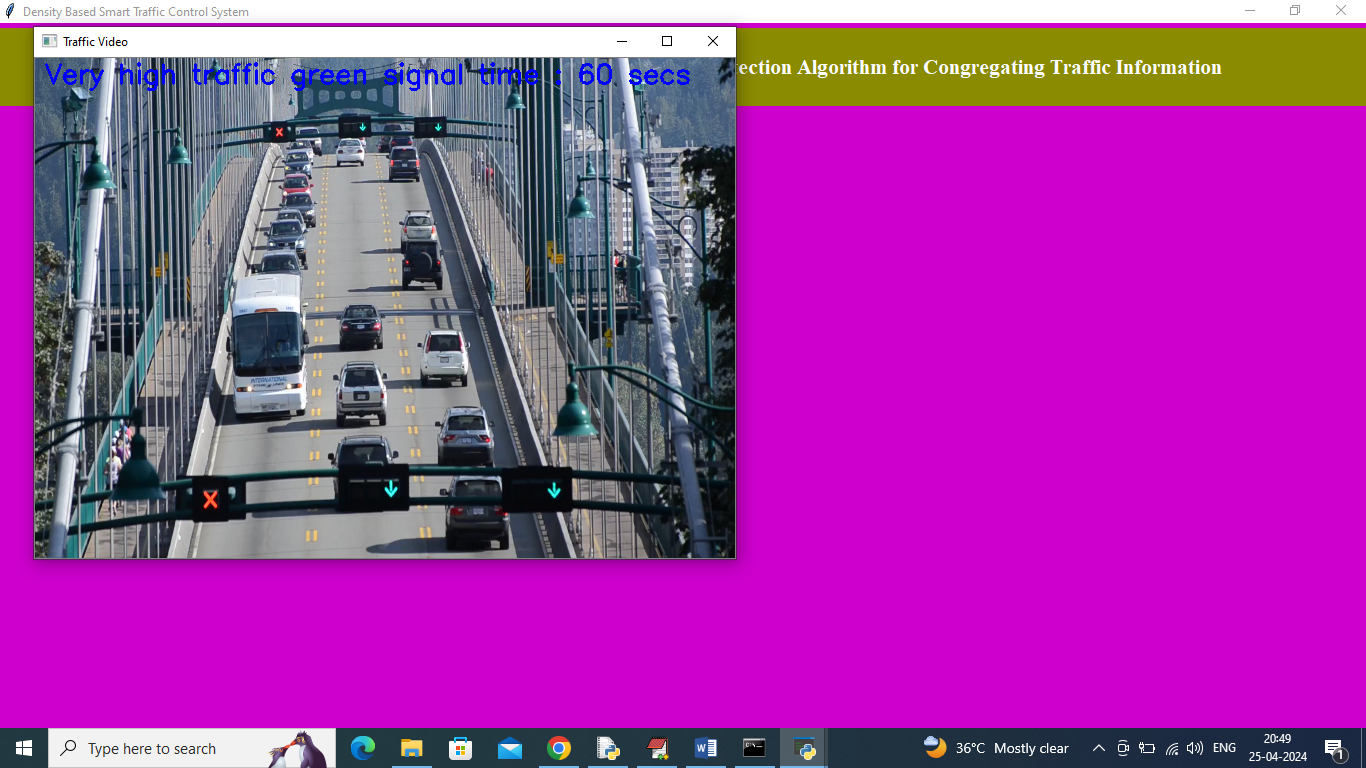 Density Based Smart Traffic Control System
Traffic Video
Very high traffic green signal time : 60 secs
ection Algorithm for Congregating Traffic Information
INTERNATIONAL
Type here to search
36°C Mostly clear
ENG
20:49
25-04-2024
1